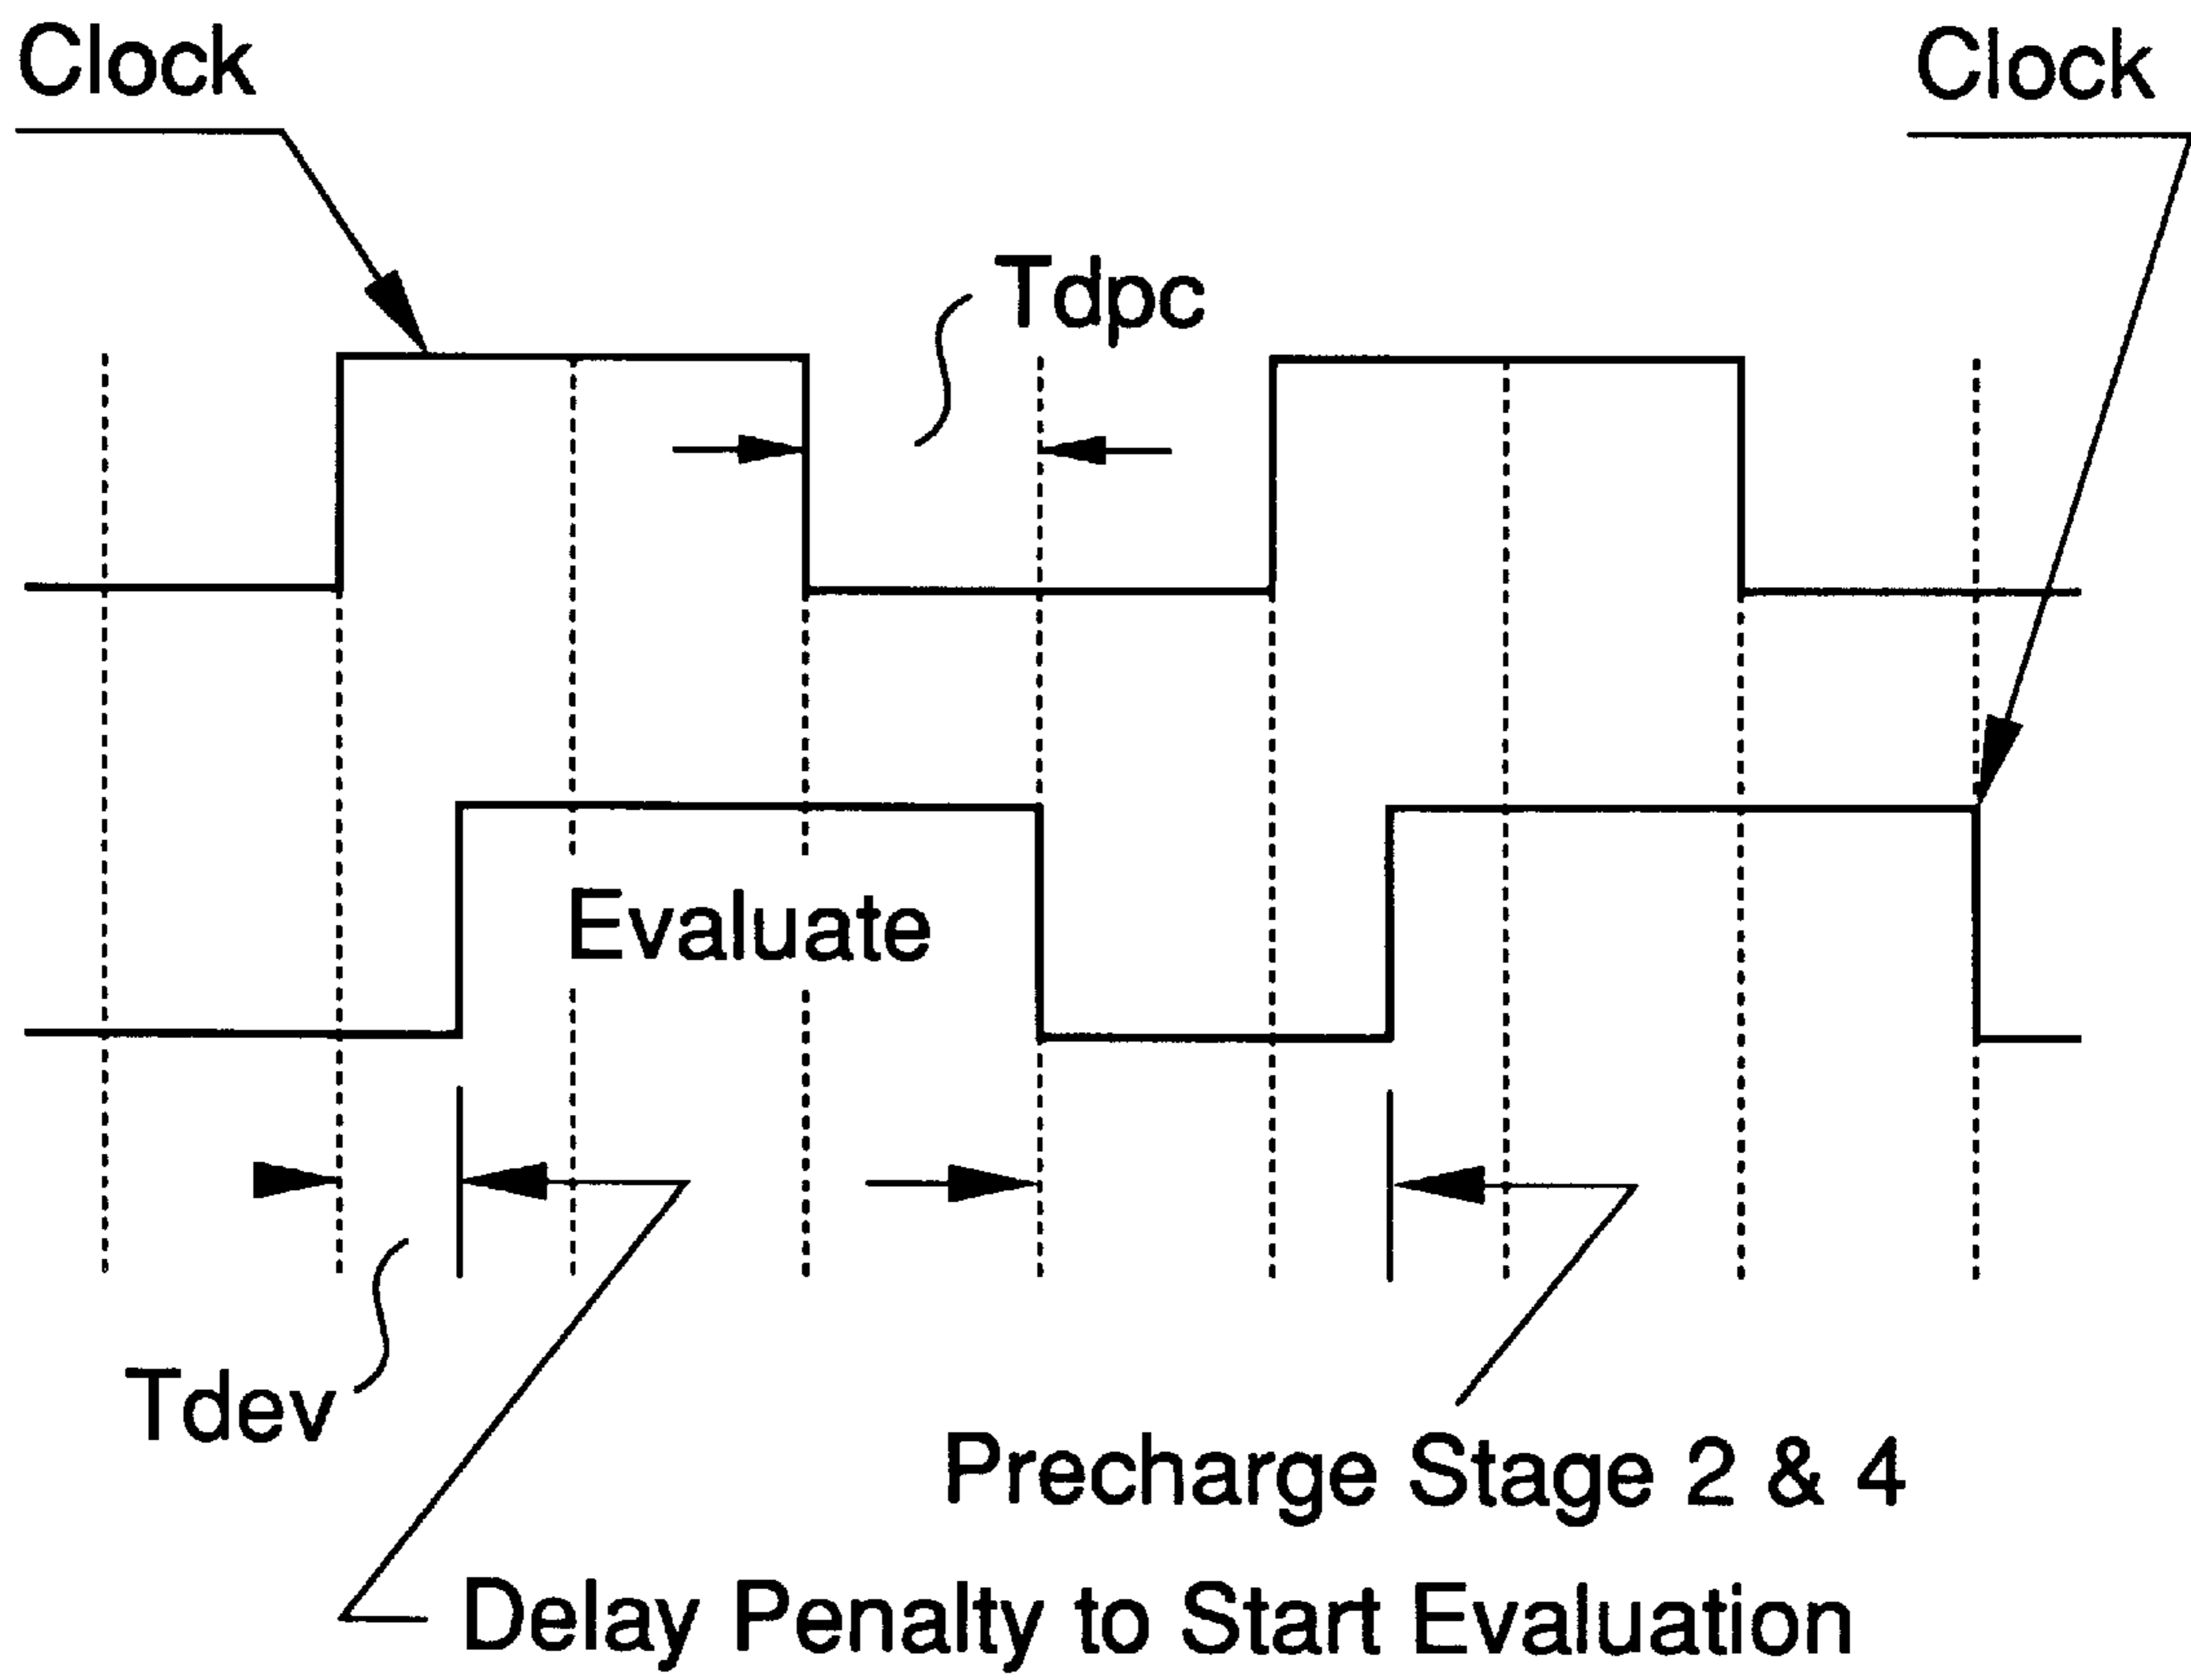 Clock
Clock
Tdpc
Evaluate
Tdev
Precharge Stage 2 & 4
Delay Penalty to Start Evaluation